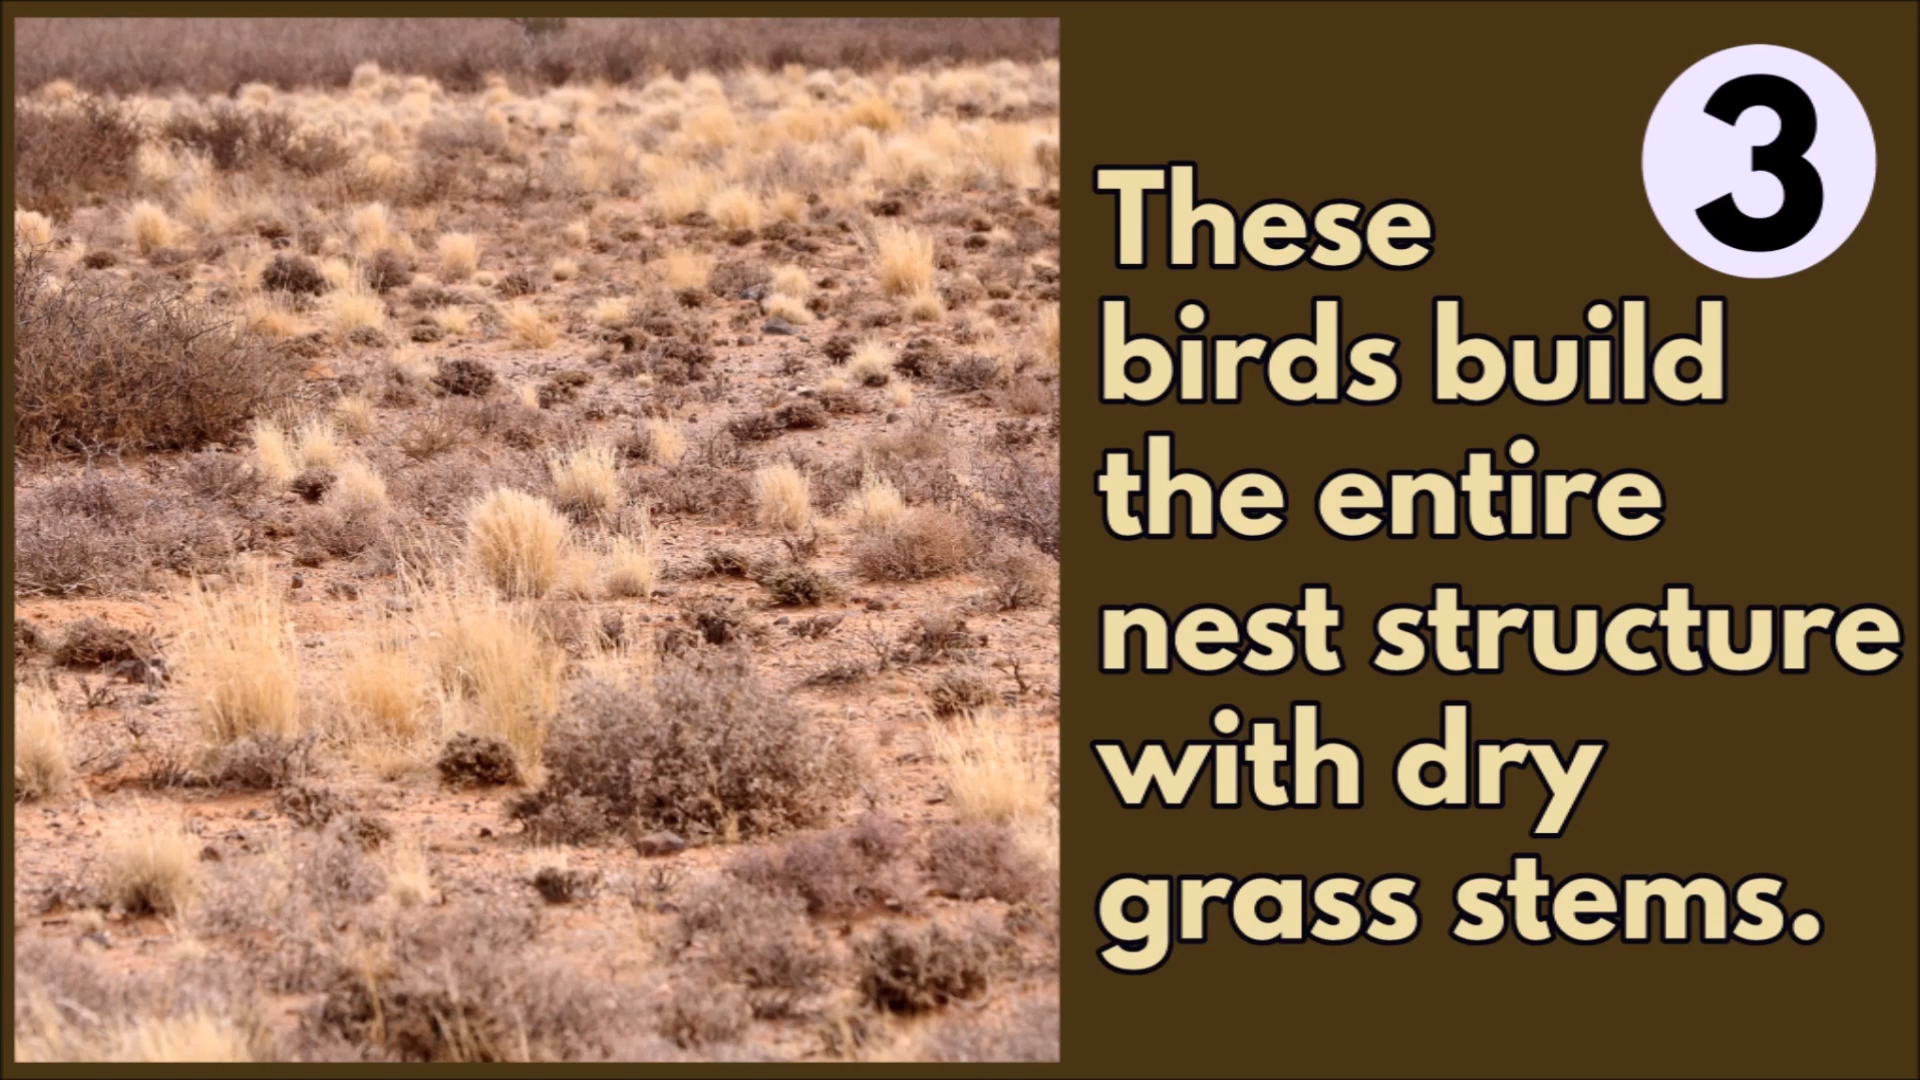 3
These
birds build
the entire
nest structure
with dry
grass stems.